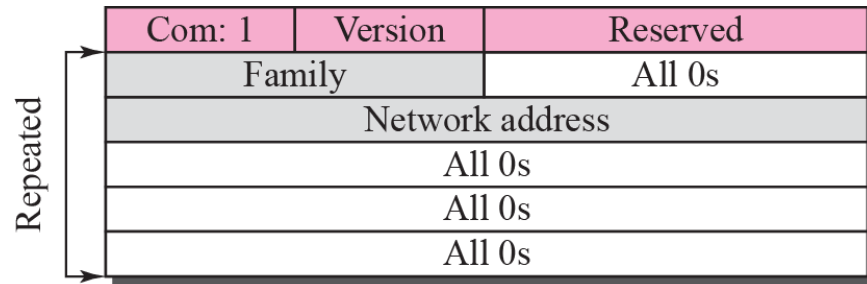 Com: 1 Version Reserved
Family All 0s
Network address
All 0s
All 0s
All 0s
Repeated